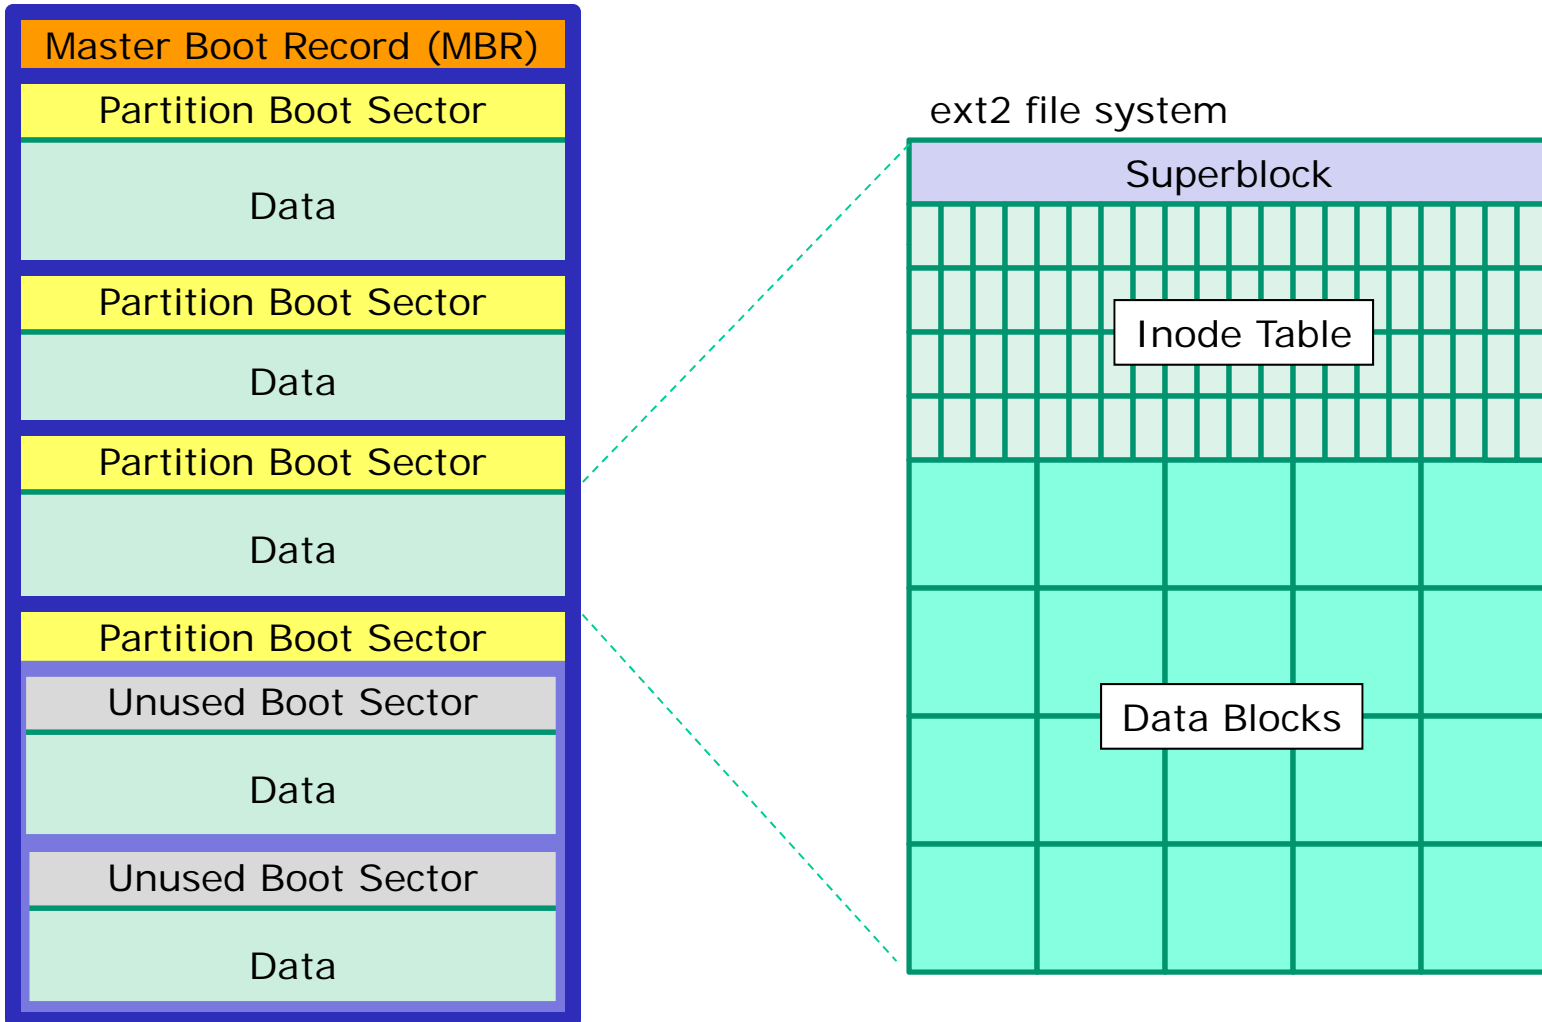 Master Boot Record (MBR)
Partition Boot Sector
Data
Partition Boot Sector
Data
Partition Boot Sector
Data
Partition Boot Sector
Unused Boot Sector
Data
Unused Boot Sector
Data
ext2 file system
Superblock
Inode Table
Data Blocks